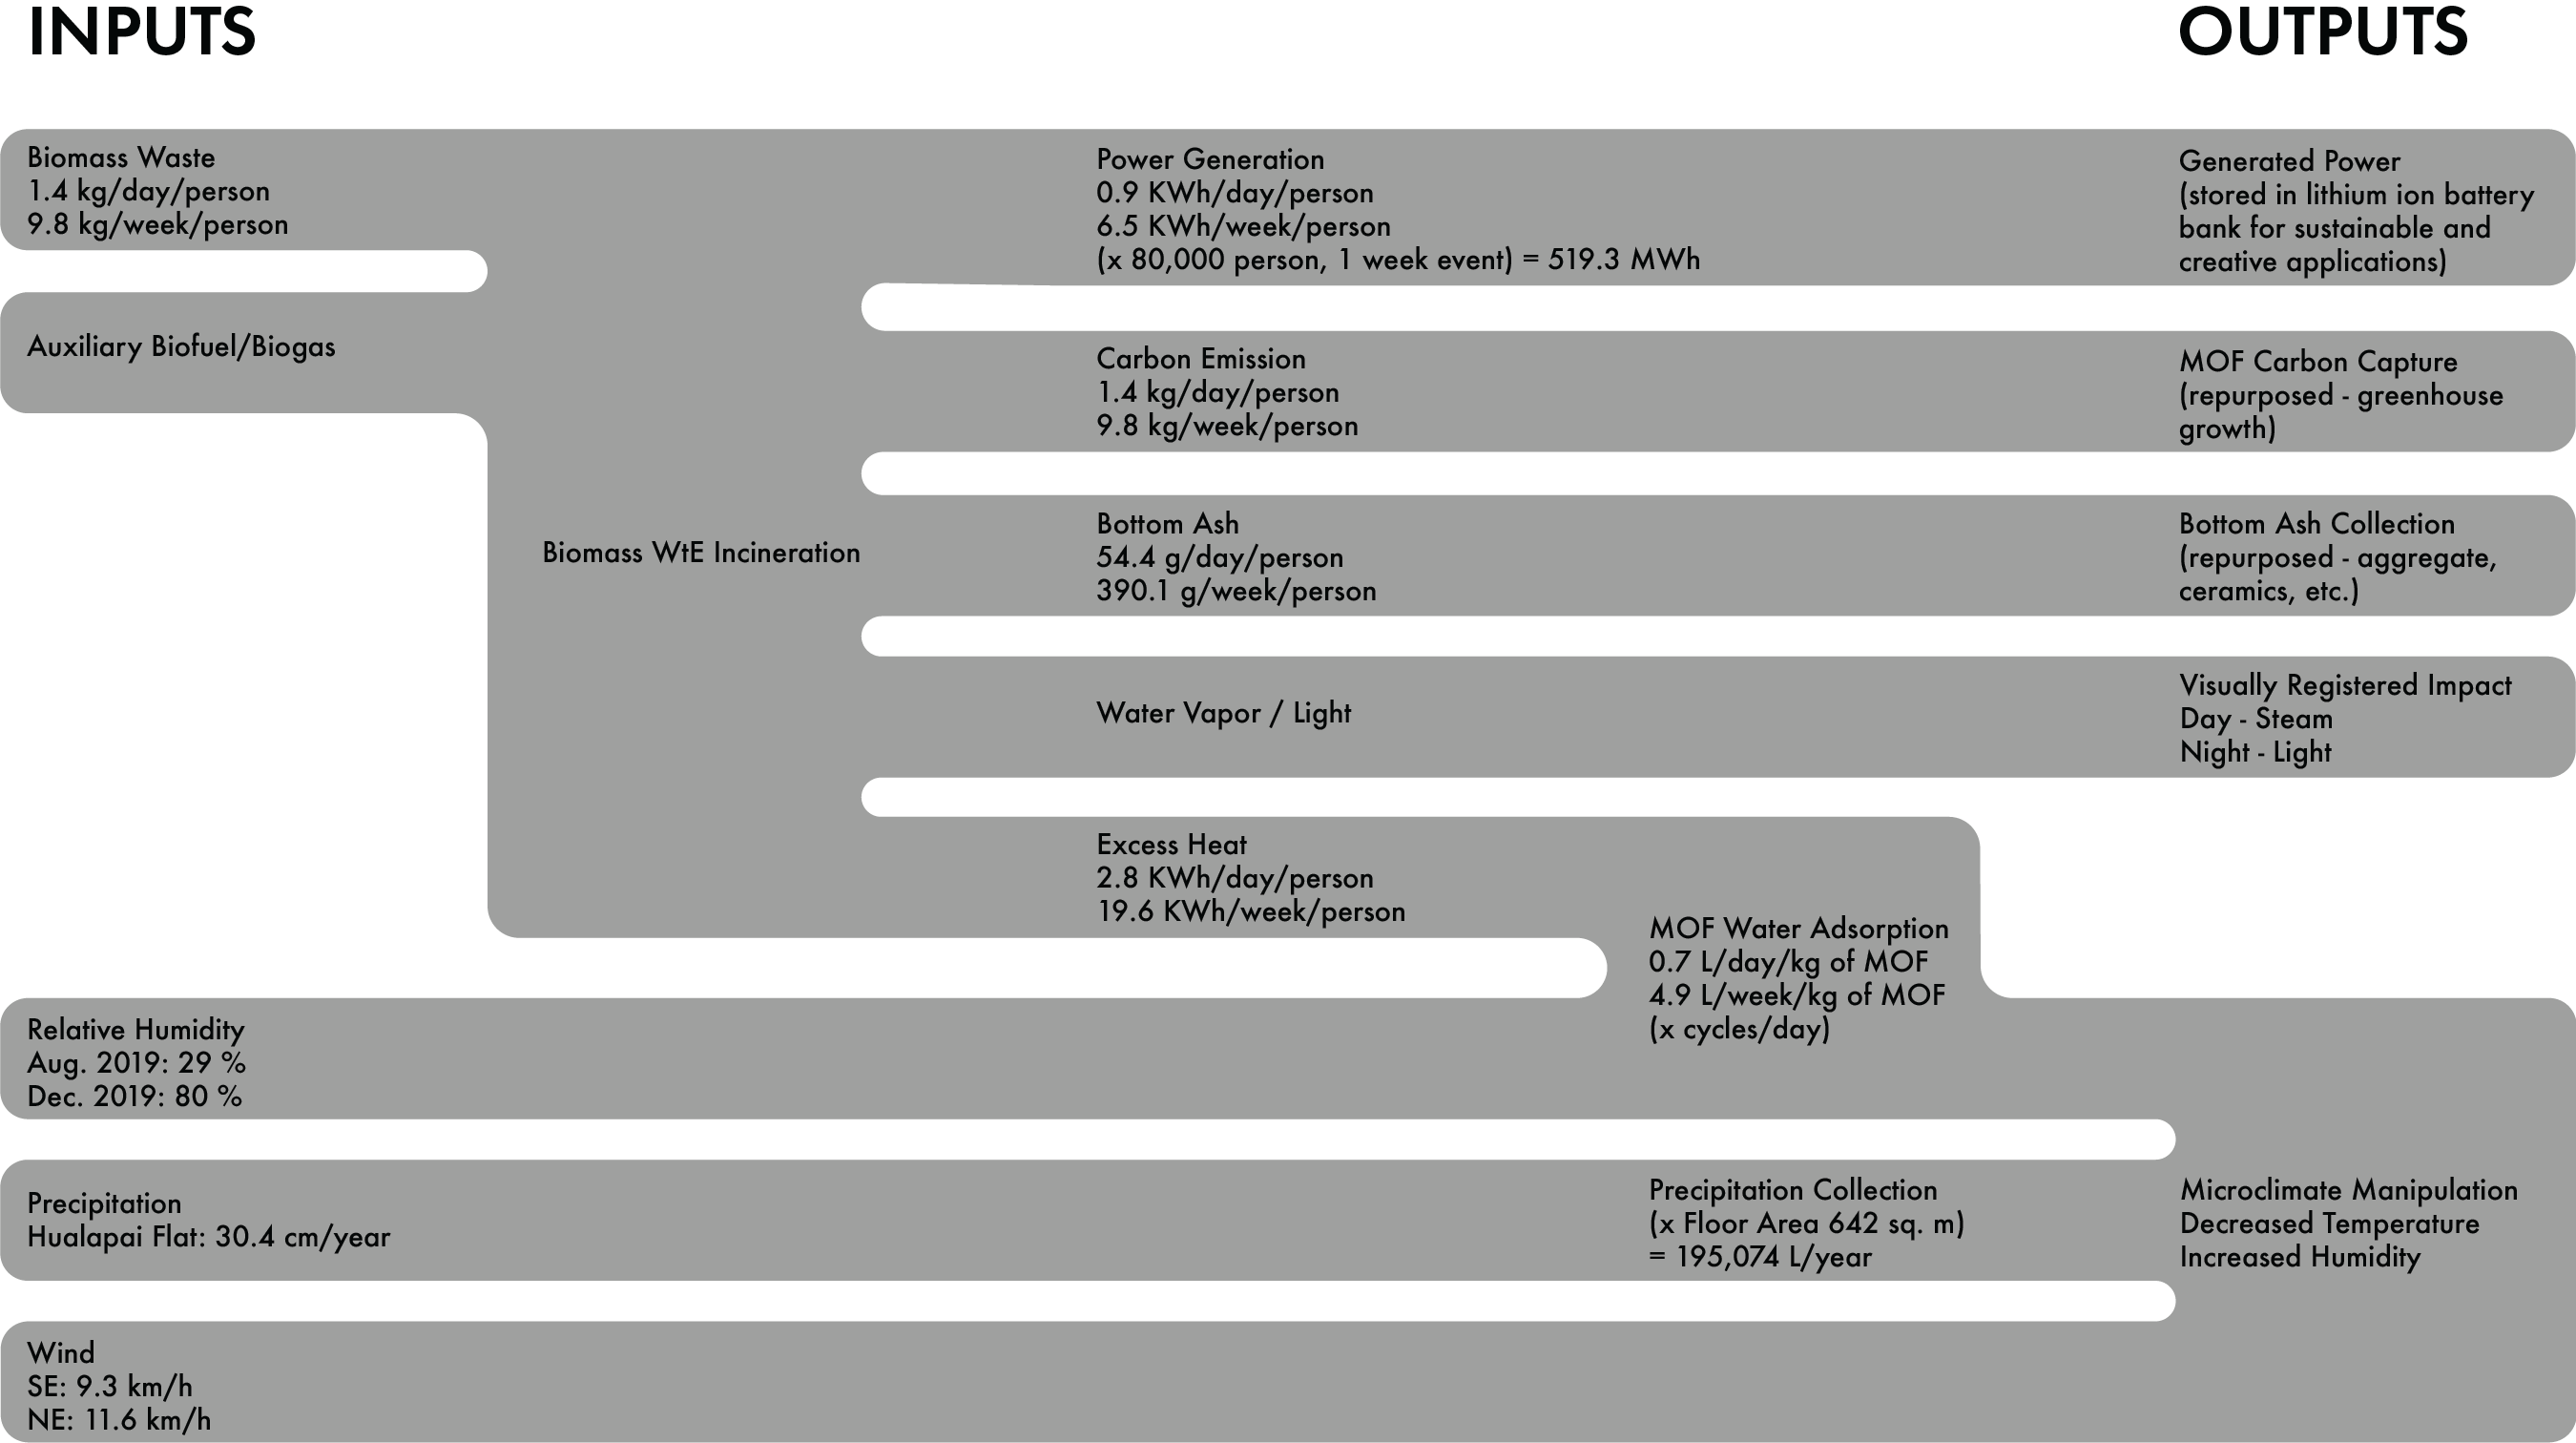 INPUTS
OUTPUTS
Biomass Waste
1.4 kg/day/person
9.8 kg/week/person
Auxiliary Biofuel/Biogas
Biomass WtE Incineration
Power Generation
0.9 KWh/day/person
6.5 KWh/week/person
(x 80,000 person, 1 week event) = 519.3 MWh
Generated Power
(stored in lithium ion battery
bank for sustainable and
creative applications)
Carbon Emission
1.4 kg/day/person
9.8 kg/week/person
MOF Carbon Capture
(repurposed - greenhouse
growth)
Bottom Ash
54.4 g/day/person
390.1 g/week/person
Bottom Ash Collection
(repurposed - aggregate,
ceramics, etc.)
Water Vapor / Light
Visually Registered Impact
Day - Steam
Night - Light
Excess Heat
2.8 KWh/day/person
19.6 KWh/week/person
MOF Water Adsorption
0.7 L/day/kg of MOF
4.9 L/week/kg of MOF
(x cycles/day)
Relative Humidity
Aug. 2019: 29 %
Dec. 2019: 80 %
Precipitation
Hualapai Flat: 30.4 cm/year
Precipitation Collection
(x Floor Area 642 sq. m)
= 195,074 L/year
Microclimate Manipulation
Decreased Temperature
Increased Humidity
Wind
SE: 9.3 km/h
NE: 11.6 km/h